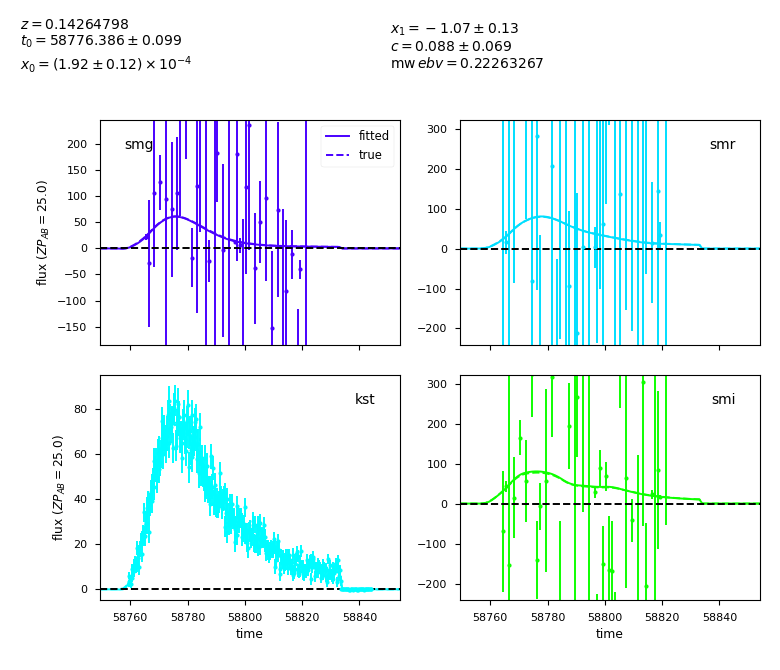 z = 0.14264798
t₀ = 58776.386 ± 0.099
x₀ = (1.92 ± 0.12) × 10⁻⁴
x₁ = −1.07 ± 0.13
c = 0.088 ± 0.069
mwebv = 0.22263267
smg
fitted
true
200
150
100
50
0
−50
−100
−150
flux (ZP_AB = 25.0)
smr
300
200
100
0
−100
−200
kst
80
60
40
20
0
flux (ZP_AB = 25.0)
58760 58780 58800 58820 58840
time
smi
300
200
100
0
−100
−200
58760 58780 58800 58820 58840
time